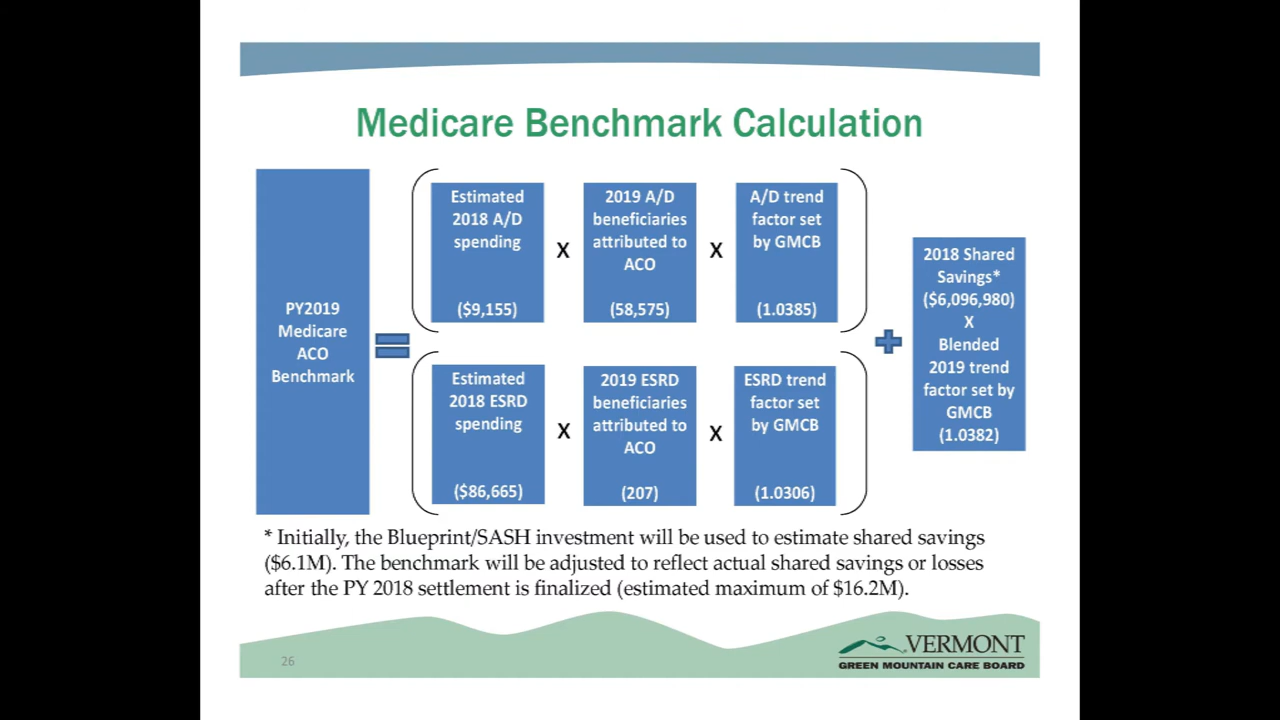 Medicare Benchmark Calculation
PY2019
Medicare
ACO
Benchmark
Estimated
2018 A/D
spending
($9,155)
X
2019 A/D
beneficiaries
attributed to
ACO
(58,575)
X
A/D trend
factor set
by GMCB
(1.0385)
Estimated
2018 ESRD
spending
($86,665)
X
2019 ESRD
beneficiaries
attributed to
ACO
(207)
X
ESRD trend
factor set
by GMCB
(1.0306)
2018 Shared
Savings*
($6,096,980)
X
Blended
2019 trend
factor set by
GMCB
(1.0382)
* Initially, the Blueprint/SASH investment will be used to estimate shared savings
($6.1M). The benchmark will be adjusted to reflect actual shared savings or losses
after the PY 2018 settlement is finalized (estimated maximum of $16.2M).
26
VERMONT
GREEN MOUNTAIN CARE BOARD